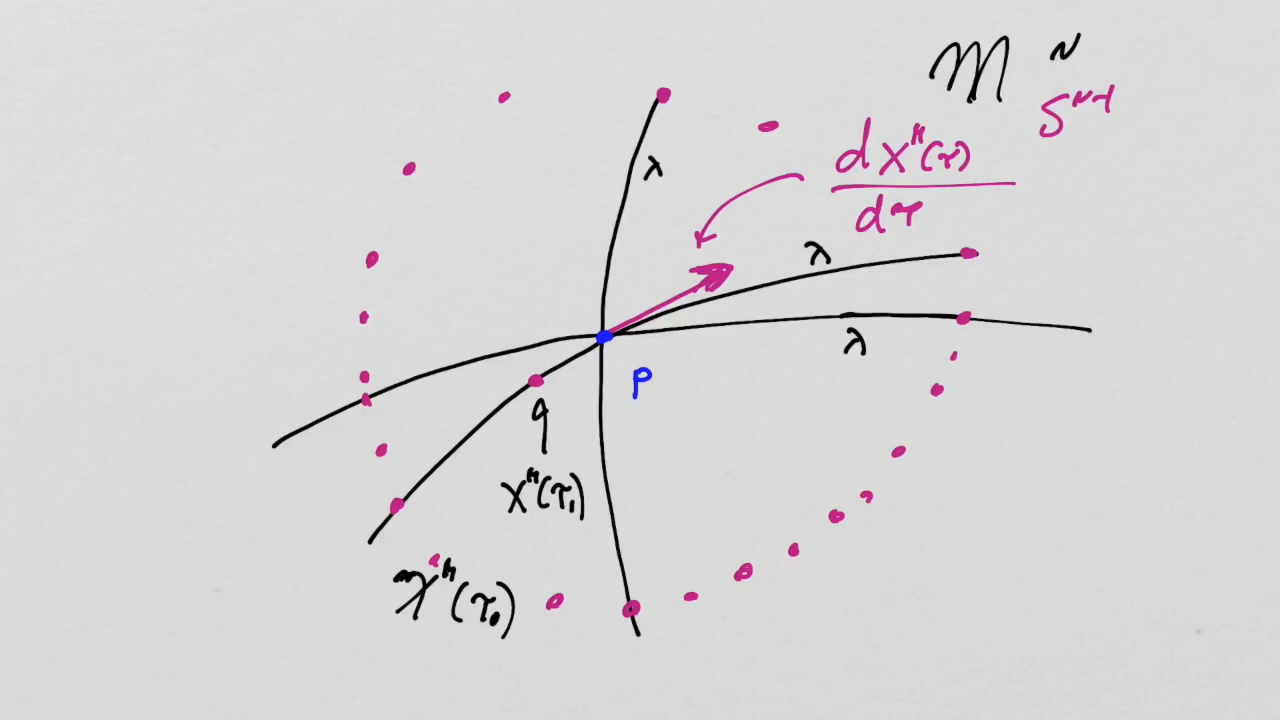 M N
S^{N-1}
λ
dx^μ(τ)
dτ
λ
λ
P
q
x^μ(τ₁)
x^μ(τ₀)